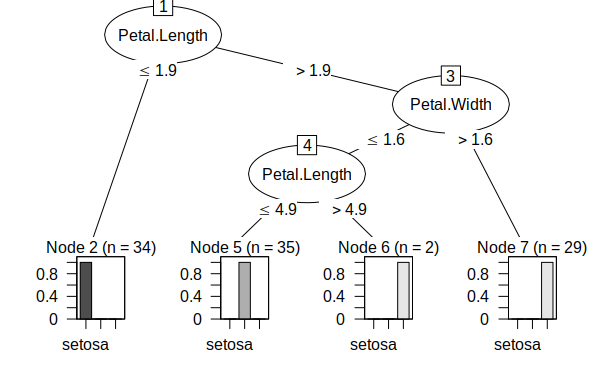 1
Petal.Length
≤ 1.9
> 1.9
3
Petal.Width
≤ 1.6
> 1.6
4
Petal.Length
≤ 4.9
> 4.9
Node 2 (n = 34)
0.8
0.4
0
setosa
Node 5 (n = 35)
0.8
0.4
0
setosa
Node 6 (n = 2)
0.8
0.4
0
setosa
Node 7 (n = 29)
0.8
0.4
0
setosa